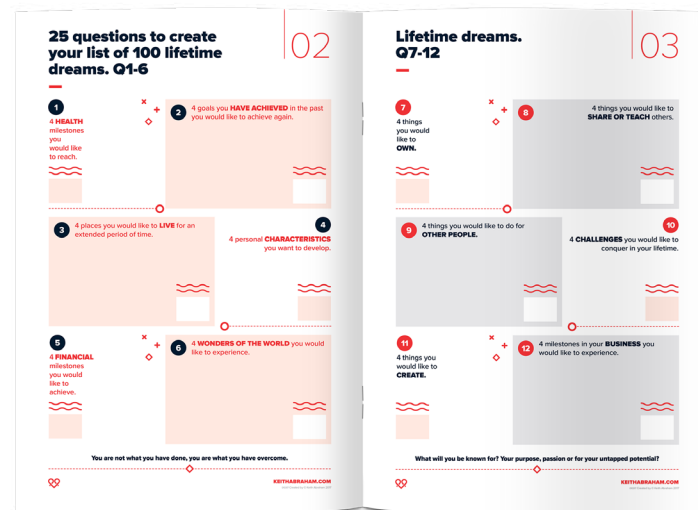 25 questions to create
your list of 100 lifetime
dreams. Q1-6
02
1
4 HEALTH
milestones
you
would like
to reach.
2
4 goals you HAVE ACHIEVED in the past
you would like to achieve again.
3
4 places you would like to LIVE for an
extended period of time.
4
4 personal CHARACTERISTICS
you want to develop.
5
4 FINANCIAL
milestones
you would
like to
achieve.
6
4 WONDERS OF THE WORLD you would
like to experience.
You are not what you have done, you are what you have overcome.
KEITHABRAHAM.COM
Lifetime dreams.
Q7-12
03
7
4 things
you would
like to
OWN.
8
4 things you would like to
SHARE OR TEACH others.
9
4 things you would like to do for
OTHER PEOPLE.
10
4 CHALLENGES you would like to
conquer in your lifetime.
11
4 things you
would like to
CREATE.
12
4 milestones in your BUSINESS you
would like to experience.
What will you be known for? Your purpose, passion or for your untapped potential?
KEITHABRAHAM.COM